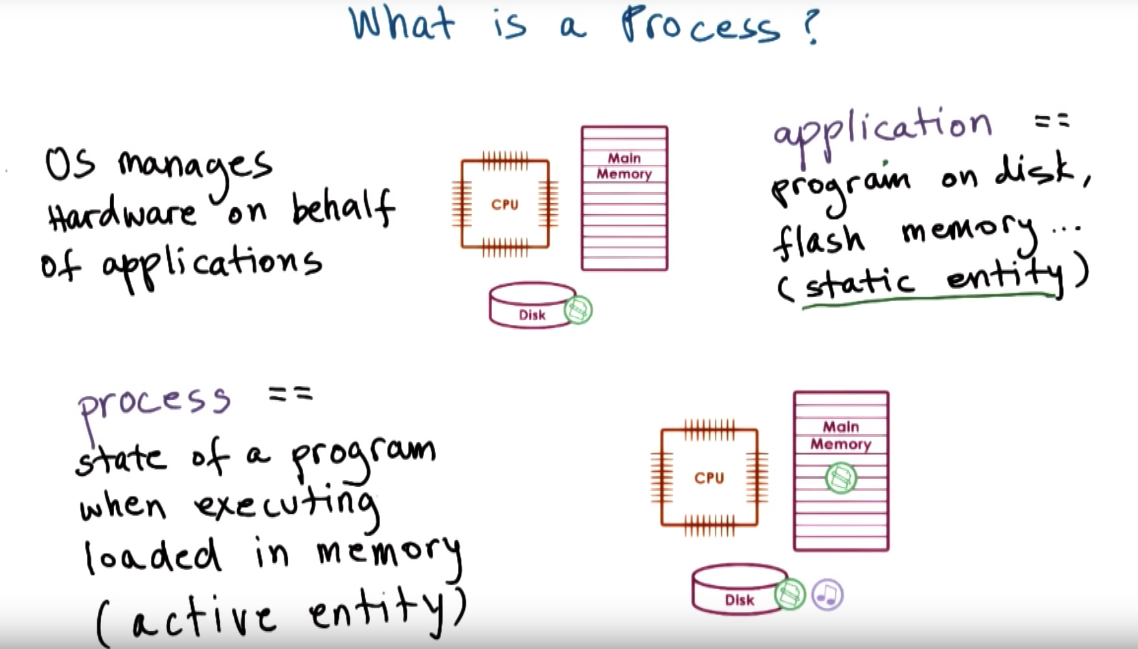 What is a Process?
OS manages
Hardware on behalf
of applications
CPU
Main
Memory
Disk
application ==
program on disk,
flash memory...
(static entity)
process ==
state of a program
when executing
loaded in memory
(active entity)
CPU
Main
Memory
Disk